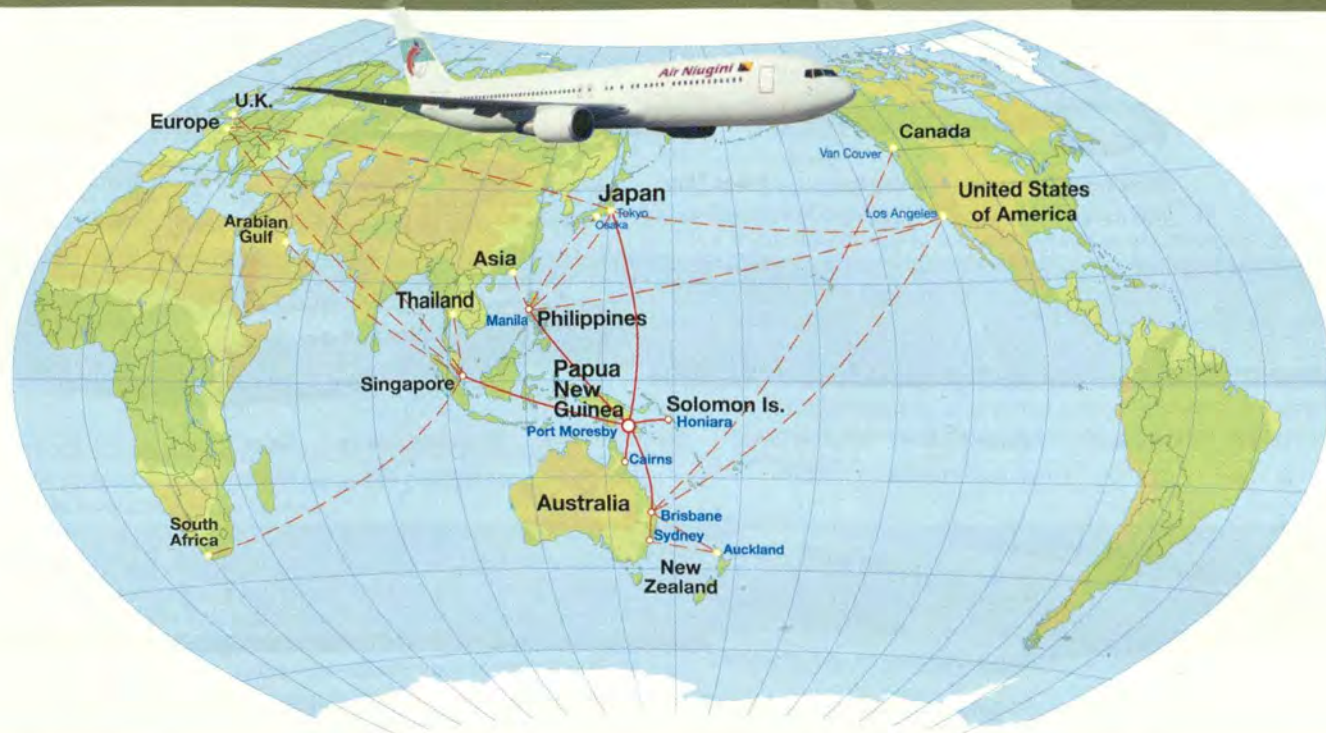 Air Niugini
U.K.
Europe
Canada
Van Couver
United States
of America
Los Angeles
Japan
Tokyo
Osaka
Arabian
Gulf
Asia
Thailand
Manila
Philippines
Singapore
Papua
New
Guinea
Port Moresby
Solomon Is.
Honiara
Cairns
Australia
Brisbane
Sydney
Auckland
New
Zealand
South
Africa